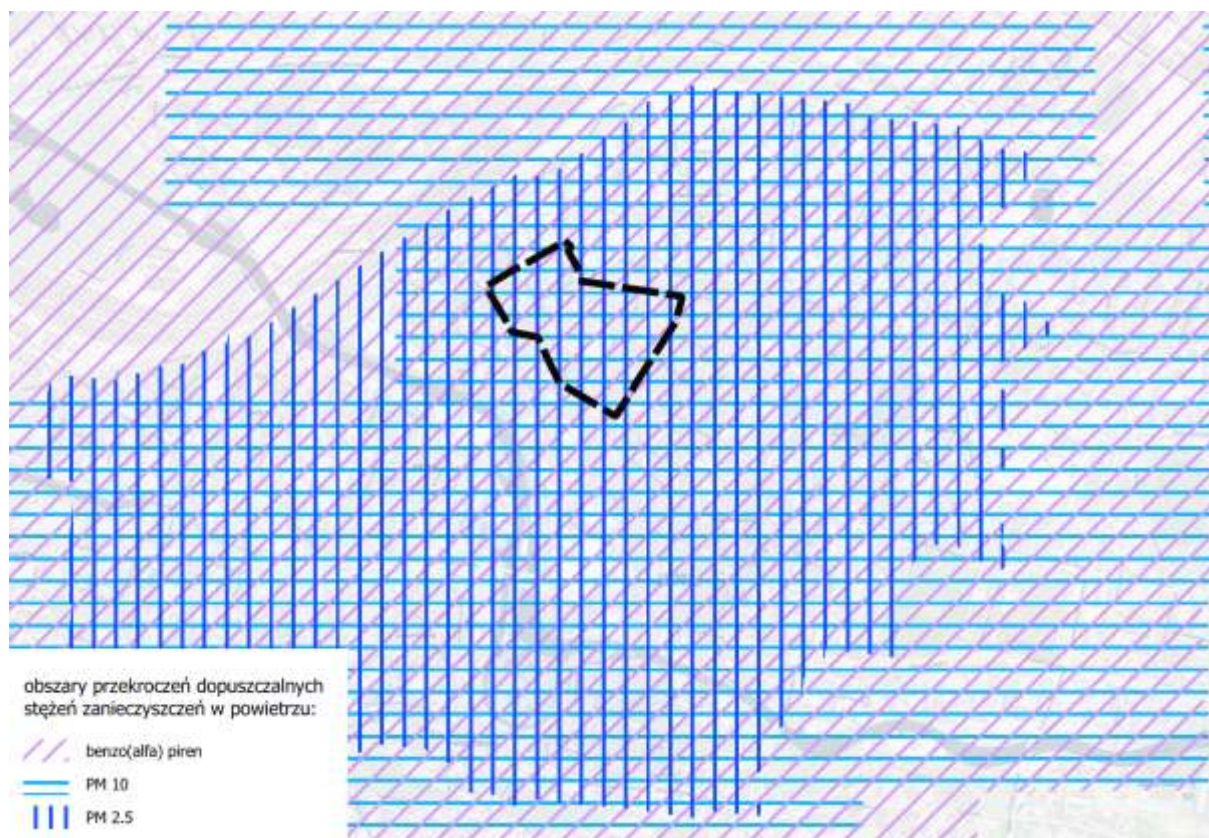 obszary przekroczeń dopuszczalnych
stężeń zanieczyszczeń w powietrzu:
benzo(alfa) piren
PM 10
PM 2.5